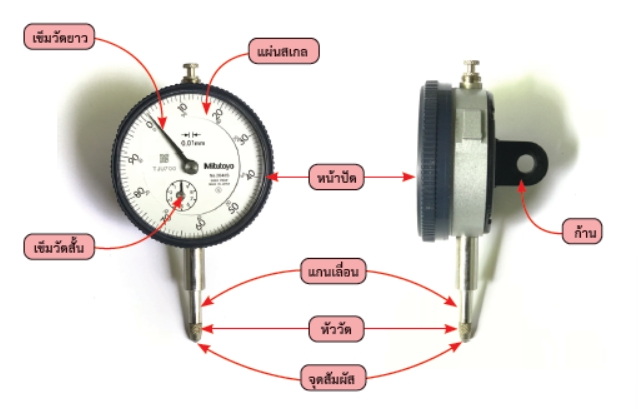 เข็มวัดยาว
แผ่นสเกล
0.01mm
Mitutoyo
หน้าปัด
เข็มวัดสั้น
ก้าน
แกนเลื่อน
หัววัด
จุดสัมผัส